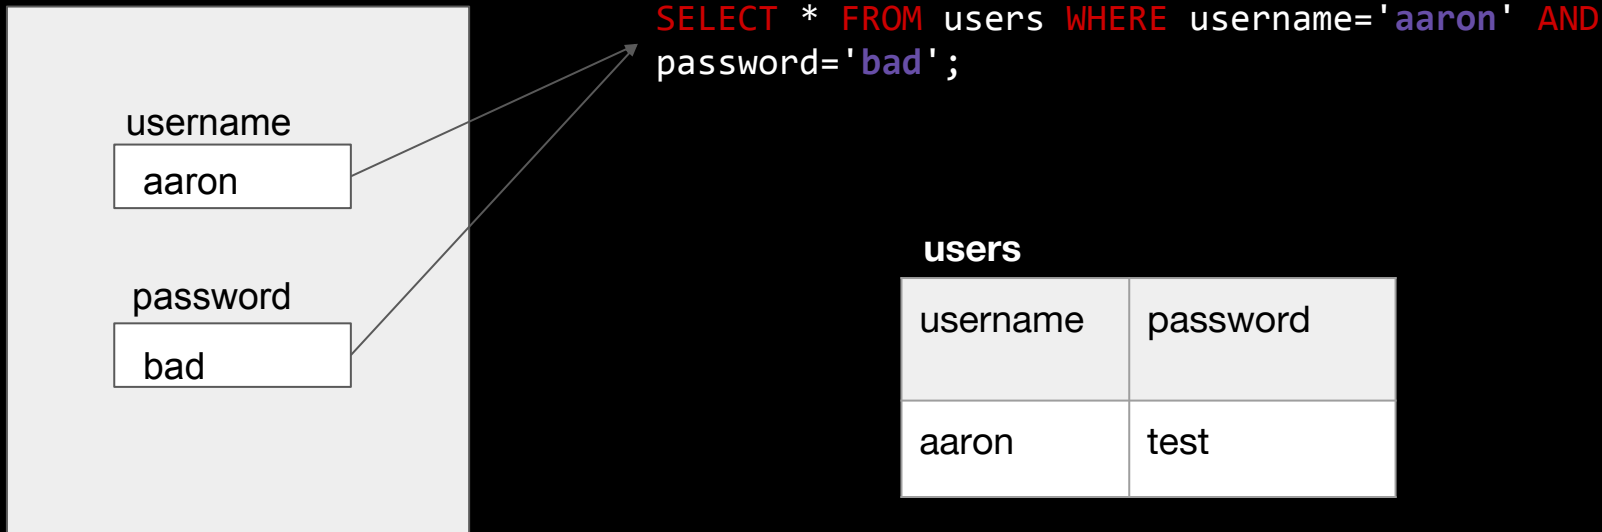 SELECT * FROM users WHERE username='aaron' AND
password='bad';
username
aaron
password
bad
users
username password
aaron test